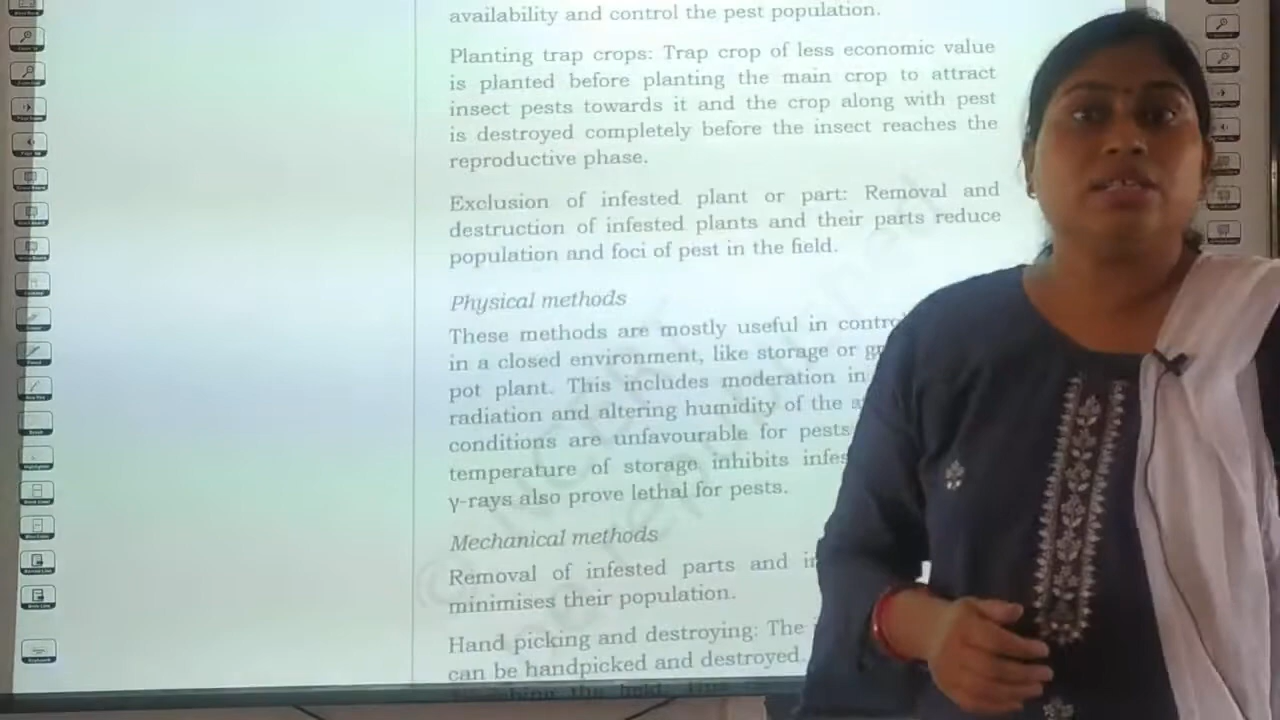 availability and control the pest population.
Planting trap crops: Trap crop of less economic value
is planted before planting the main crop to attract
insect pests towards it and the crop along with pest
is destroyed completely before the insect reaches the
reproductive phase.
Exclusion of infested plant or part: Removal and
destruction of infested plants and their parts reduce
population and foci of pest in the field.
Physical methods
These methods are mostly useful in
in a closed environment, like storage or
pot plant. This includes moderation in
radiation and altering humidity of the
conditions are unfavourable for pests
temperature of storage inhibits
γ-rays also prove lethal for pests.
Mechanical methods
Removal of infested parts and
minimises their population.
Hand picking and destroying: The
can be handpicked and destroyed.